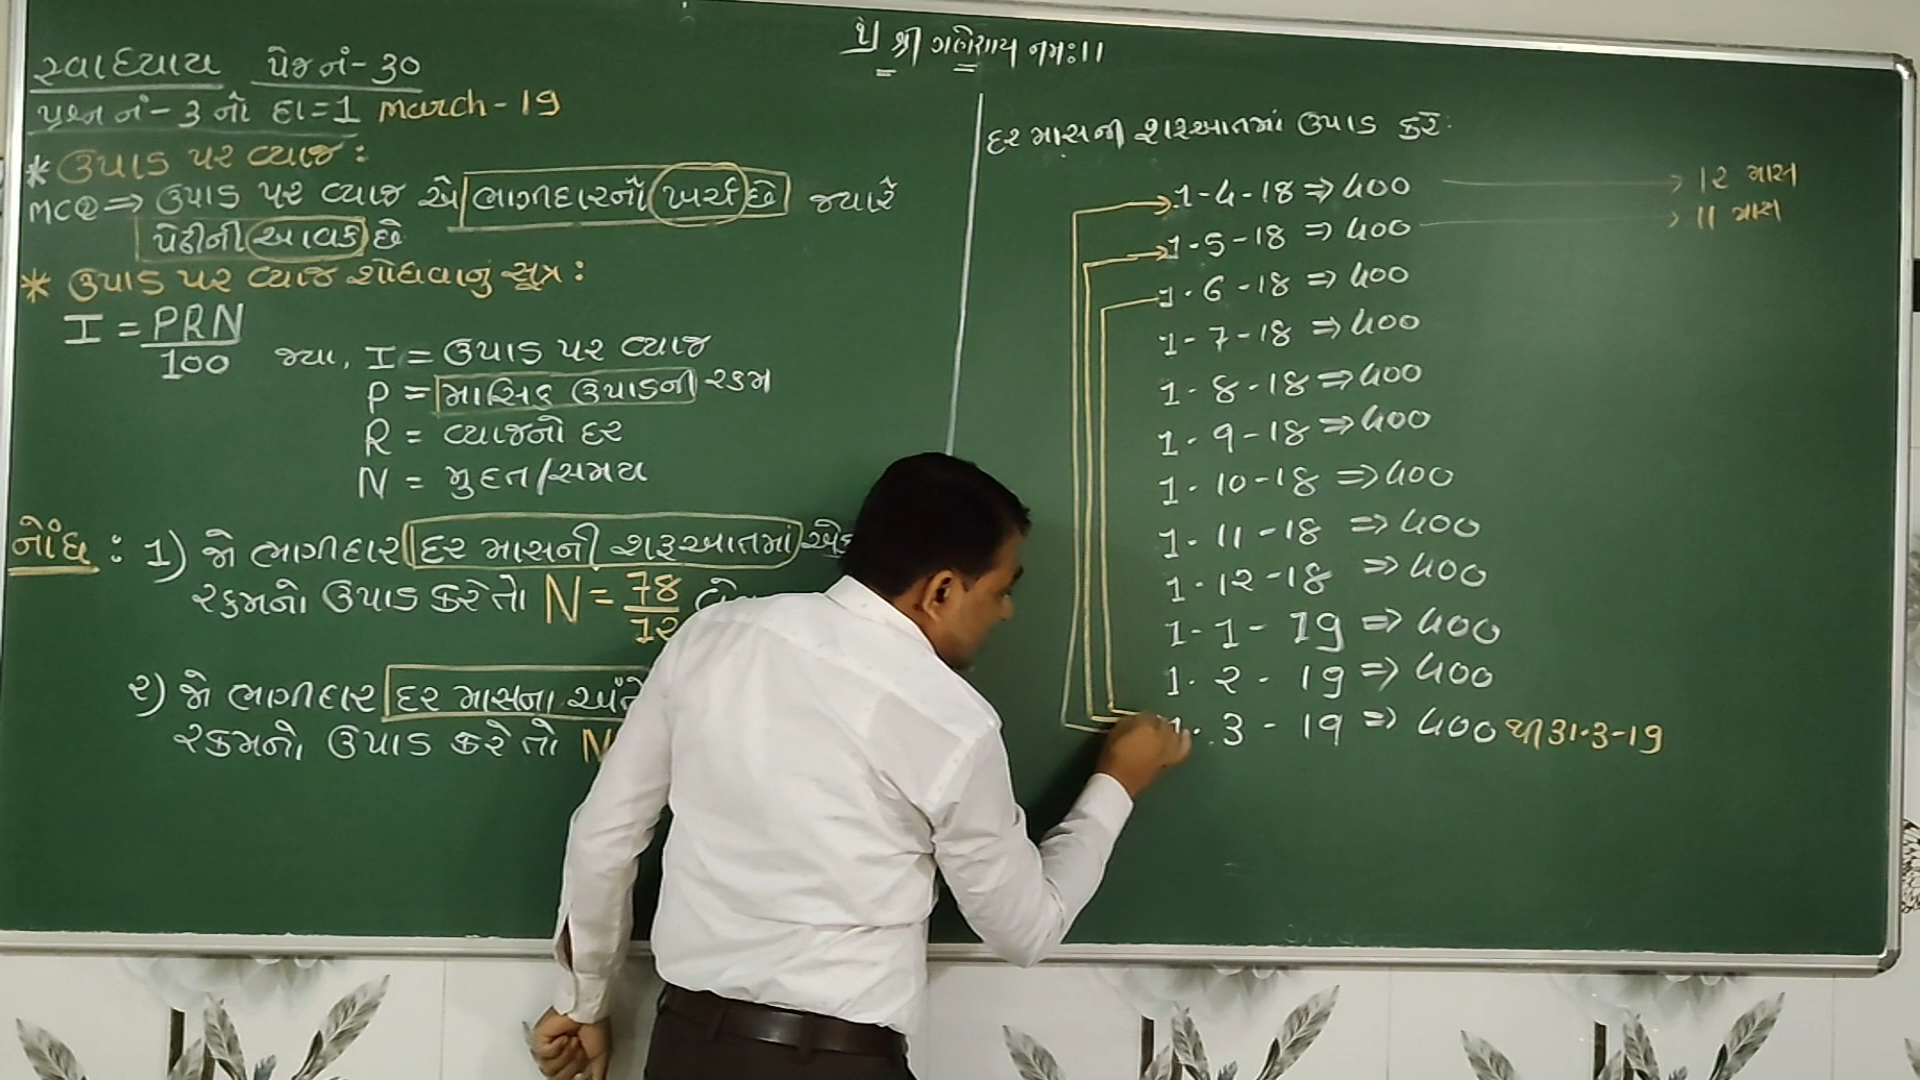 શ્રી ગણેશાય નમઃ।।
સ્વાધ્યાય પેજ નં-30
પ્રશ્ન નં-3 નો દા=1 March-19
* ઉપાડ પર વ્યાજ :
MCQ => ઉપાડ પર વ્યાજ એ ભાગીદારનો ખર્ચ છે જ્યારે
પેઢીની આવક છે
* ઉપાડ પર વ્યાજ શોધવાનુ સૂત્ર :
I = PRN
100
જ્યા, I = ઉપાડ પર વ્યાજ
P = માસિક ઉપાડની રકમ
R = વ્યાજનો દર
N = મુદત/સમય
નોંધ : 1) જો ભાગીદાર દર માસની શરૂઆતમાં
રકમનો ઉપાડ કરે તો N = 78
12
૨) જો ભાગીદાર દર માસના અંતે
રકમનો ઉપાડ કરે તો N
દર માસની શરૂઆતમાં ઉપાડ કરે
1-4-18 => 400 → 12 માસ
1-5-18 => 400 → 11 માસ
1-6-18 => 400
1-7-18 => 400
1-8-18 => 400
1-9-18 => 400
1-10-18 => 400
1-11-18 => 400
1-12-18 => 400
1-1-19 => 400
1-2-19 => 400
1-3-19 => 400 થી 31-3-19